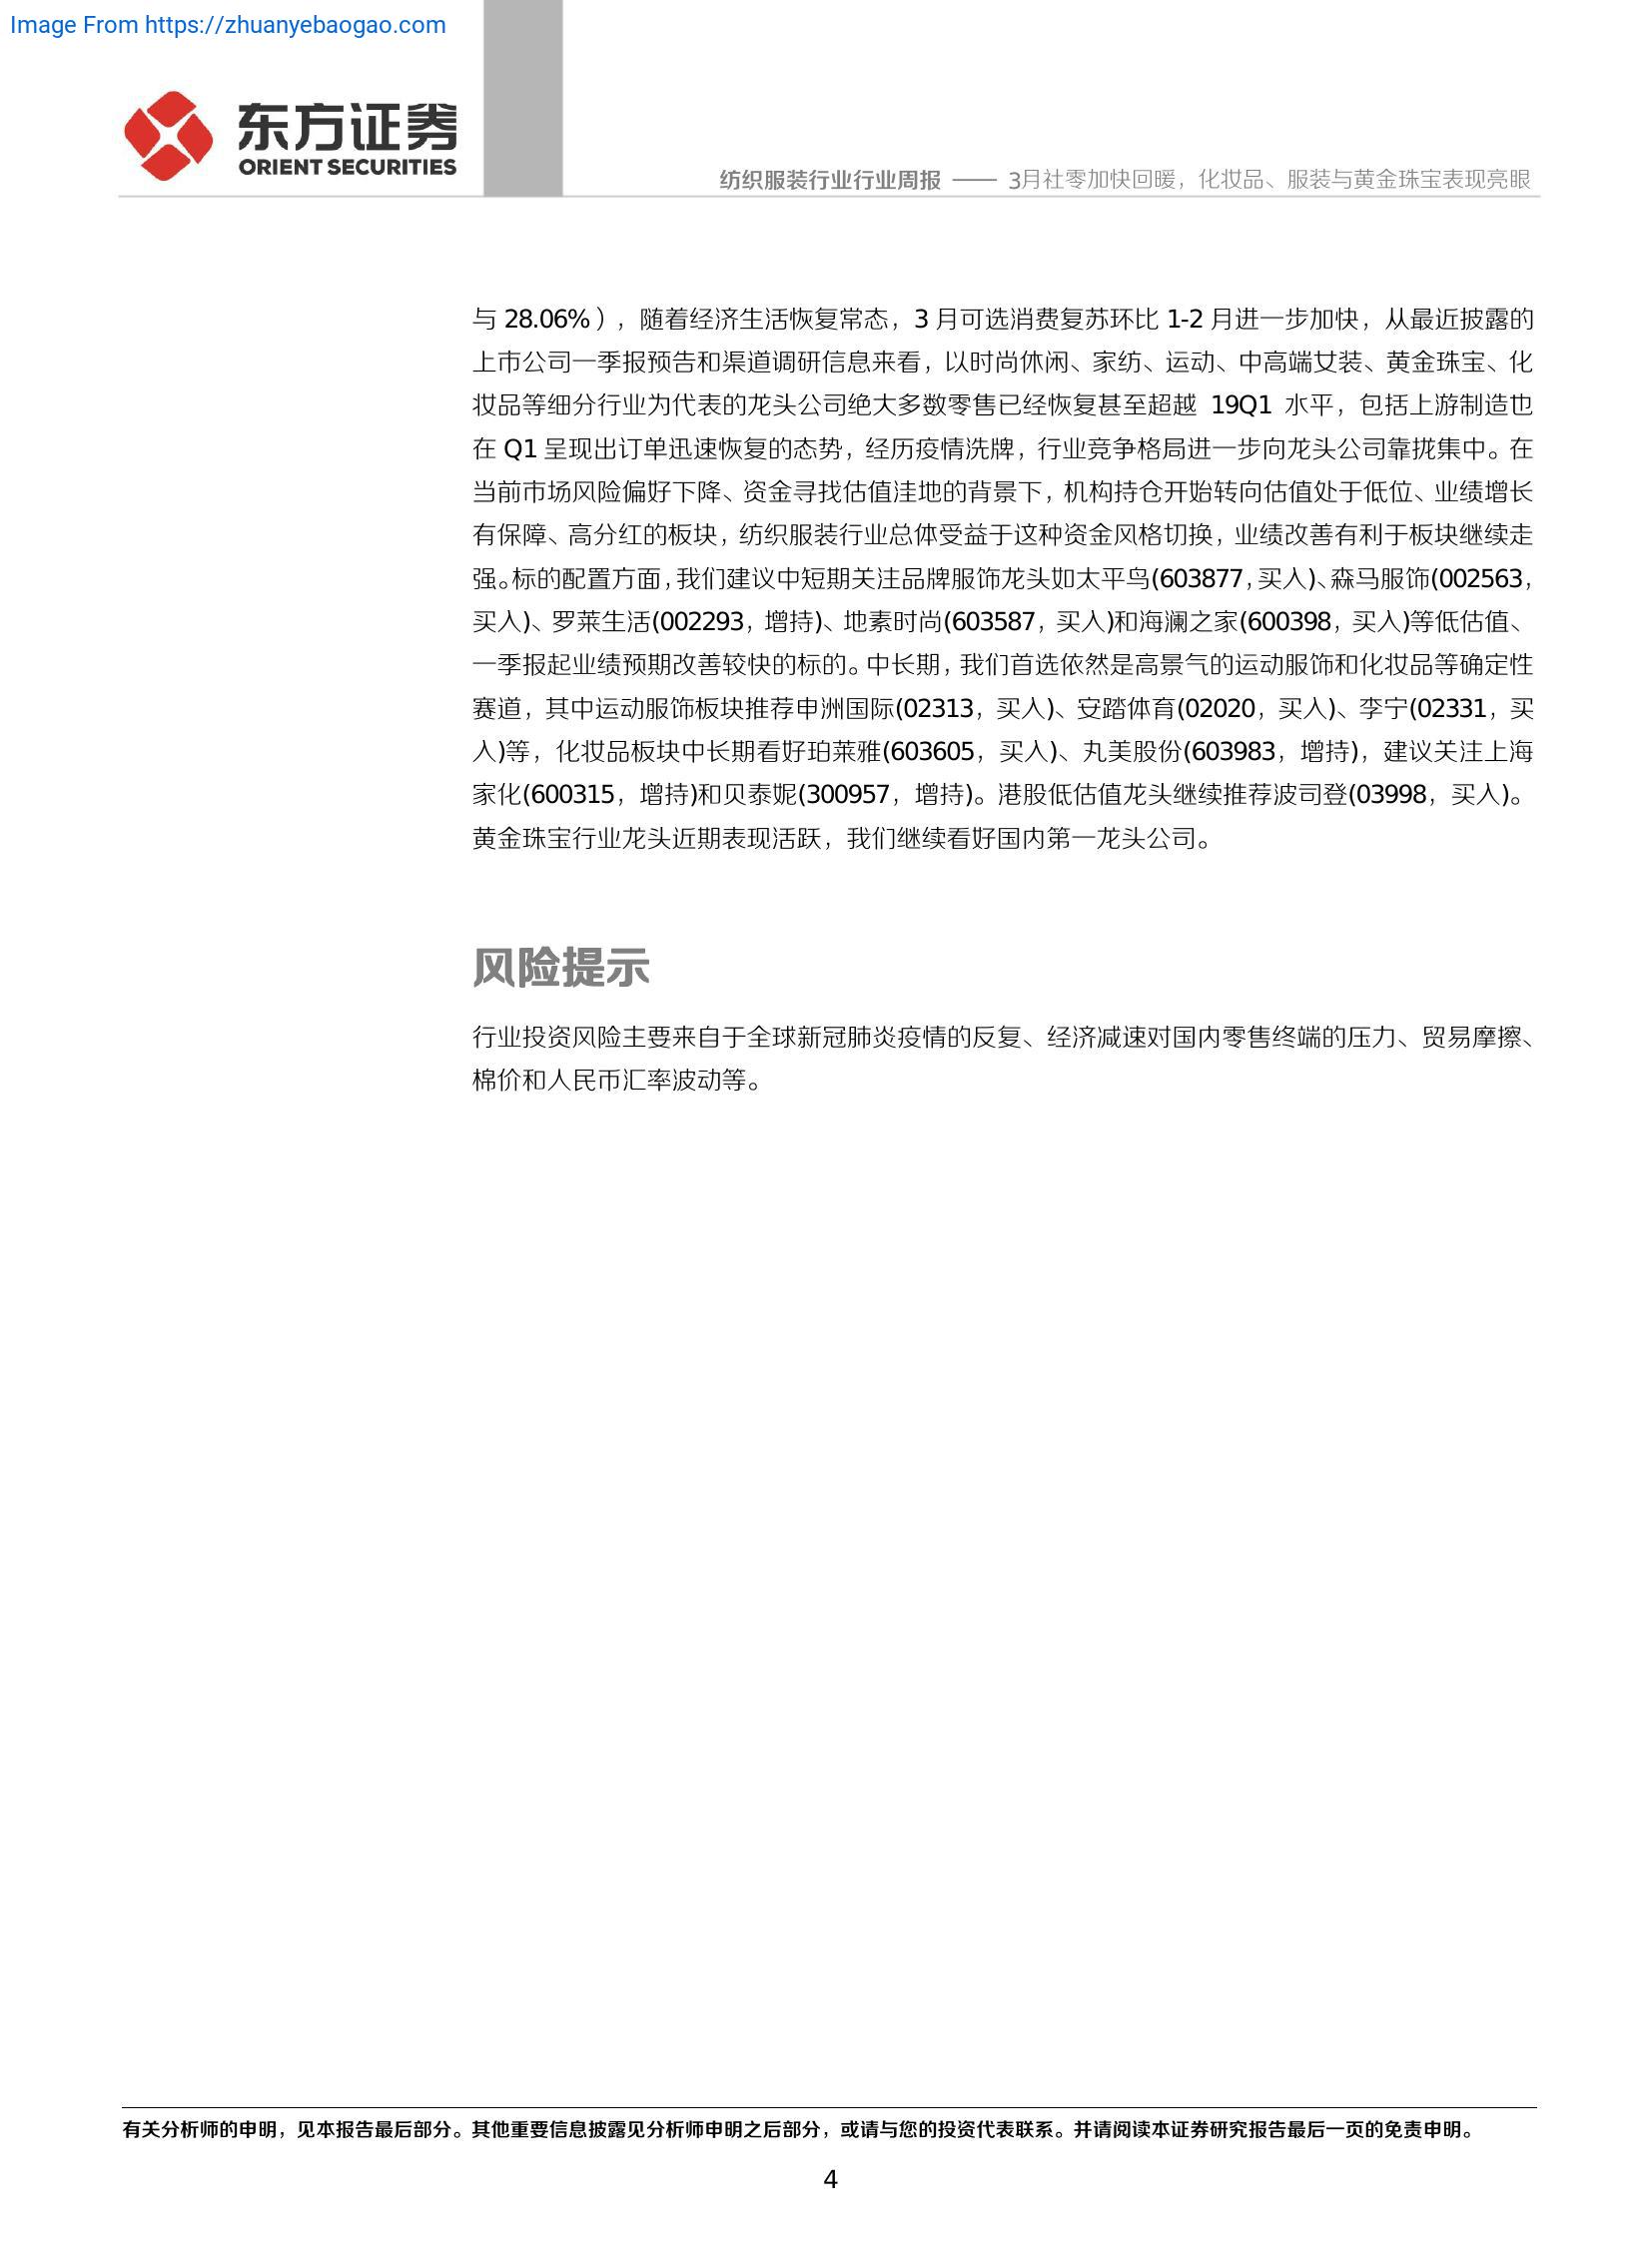 Image From https://zhuanyebaogao.com
东方证券
ORIENT SECURITIES
纺织服装行业行业周报 —— 3月社零加快回暖，化妆品、服装与黄金珠宝表现亮眼
与 28.06%），随着经济生活恢复常态，3 月可选消费复苏环比 1-2 月进一步加快，从最近披露的
上市公司一季报预告和渠道调研信息来看，以时尚休闲、家纺、运动、中高端女装、黄金珠宝、化
妆品等细分行业为代表的龙头公司绝大多数零售已经恢复甚至超越 19Q1 水平，包括上游制造也
在 Q1 呈现出订单迅速恢复的态势，经历疫情洗牌，行业竞争格局进一步向龙头公司靠拢集中。在
当前市场风险偏好下降、资金寻找估值洼地的背景下，机构持仓开始转向估值处于低位、业绩增长
有保障、高分红的板块，纺织服装行业总体受益于这种资金风格切换，业绩改善有利于板块继续走
强。标的配置方面，我们建议中短期关注品牌服饰龙头如太平鸟(603877，买入)、森马服饰(002563，
买入)、罗莱生活(002293，增持)、地素时尚(603587，买入)和海澜之家(600398，买入)等低估值、
一季报起业绩预期改善较快的标的。中长期，我们首选依然是高景气的运动服饰和化妆品等确定性
赛道，其中运动服饰板块推荐申洲国际(02313，买入)、安踏体育(02020，买入)、李宁(02331，买
入)等，化妆品板块中长期看好珀莱雅(603605，买入)、丸美股份(603983，增持)，建议关注上海
家化(600315，增持)和贝泰妮(300957，增持)。港股低估值龙头继续推荐波司登(03998，买入)。
黄金珠宝行业龙头近期表现活跃，我们继续看好国内第一龙头公司。
风险提示
行业投资风险主要来自于全球新冠肺炎疫情的反复、经济减速对国内零售终端的压力、贸易摩擦、
棉价和人民币汇率波动等。
有关分析师的申明，见本报告最后部分。其他重要信息披露见分析师申明之后部分，或请与您的投资代表联系。并请阅读本证券研究报告最后一页的免责申明。
4